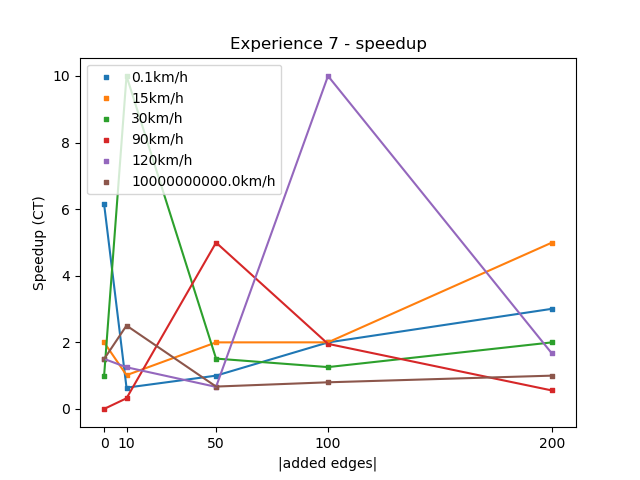 Experience 7 - speedup
10
8
6
4
2
0
Speedup (CT)
0.1km/h
15km/h
30km/h
90km/h
120km/h
10000000000.0km/h
0 10 50 100 200
|added edges|